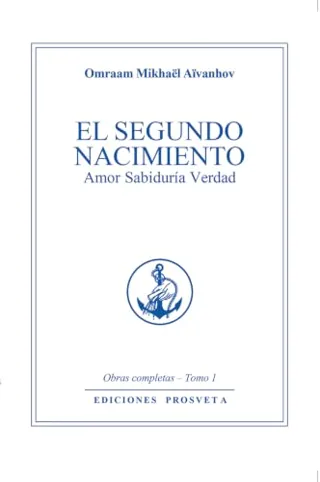 Omraam Mikhaël Aïvanhov
EL SEGUNDO
NACIMIENTO
Amor Sabiduría Verdad
Obras completas – Tomo 1
EDICIONES PROSVETA